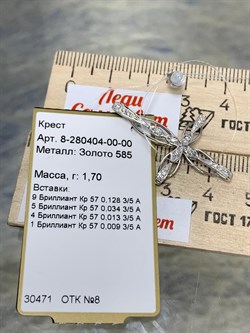 Леди
Крест
Арт. 8-280404-00-00
Металл: Золото 585
Масса, г: 1,70
Вставки:
9 Бриллиант Кр 57 0,128 3/5 А
5 Бриллиант Кр 57 0,034 3/5 А
4 Бриллиант Кр 57 0,013 3/5 А
1 Бриллиант Кр 57 0,009 3/5 А
30471 ОТК №8
ГОСТ 17
ГОСТ